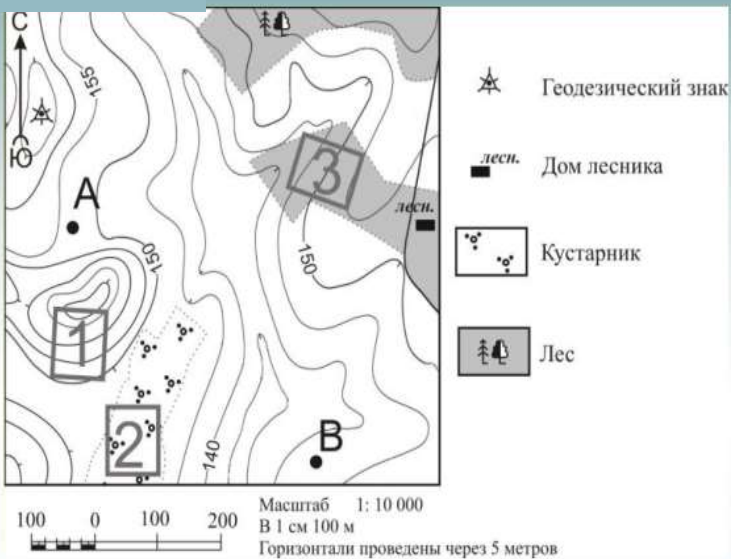 С
155
Ю
А
150
1
2
3
лесн.
150
140
В
Геодезический знак
лесн.
Дом лесника
Кустарник
Лес
100 0 100 200
Масштаб 1: 10 000
В 1 см 100 м
Горизонтали проведены через 5 метров